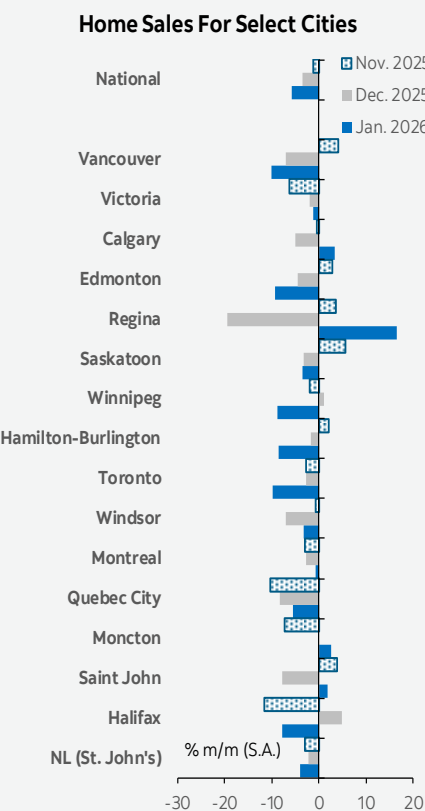 Home Sales For Select Cities
Nov. 2025
Dec. 2025
Jan. 2026
National
Vancouver
Victoria
Calgary
Edmonton
Regina
Saskatoon
Winnipeg
Hamilton-Burlington
Toronto
Windsor
Montreal
Quebec City
Moncton
Saint John
Halifax
NL (St. John's)
% m/m (S.A.)
-30 -20 -10 0 10 20